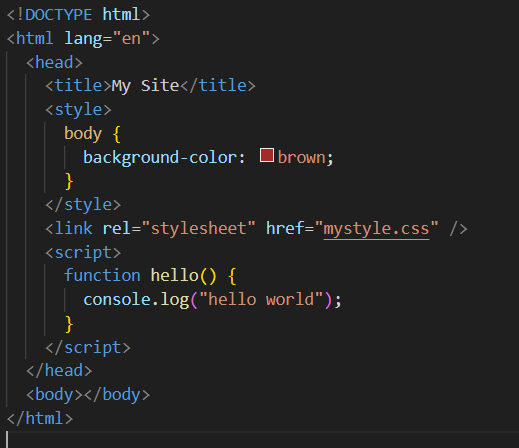 <!DOCTYPE html>
<html lang="en">
  <head>
    <title>My Site</title>
    <style>
      body {
        background-color: brown;
      }
    </style>
    <link rel="stylesheet" href="mystyle.css" />
    <script>
      function hello() {
        console.log("hello world");
      }
    </script>
  </head>
  <body></body>
</html>